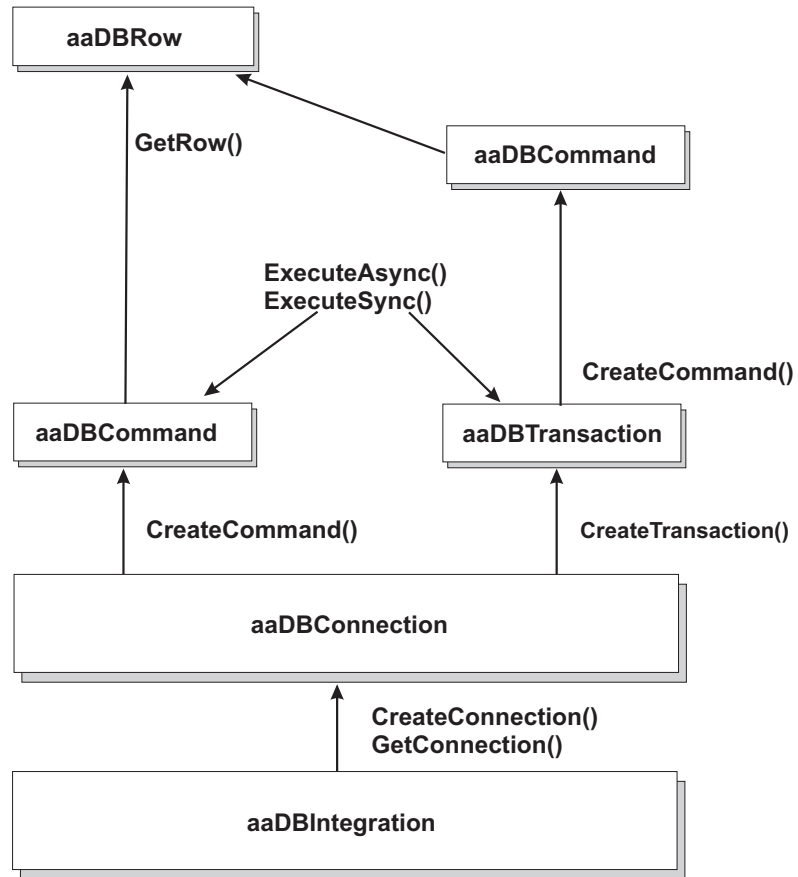 aaDBRow
GetRow()
aaDBCommand
ExecuteAsync()
ExecuteSync()
CreateCommand()
aaDBCommand
aaDBTransaction
CreateCommand()
CreateTransaction()
aaDBConnection
CreateConnection()
GetConnection()
aaDBIntegration